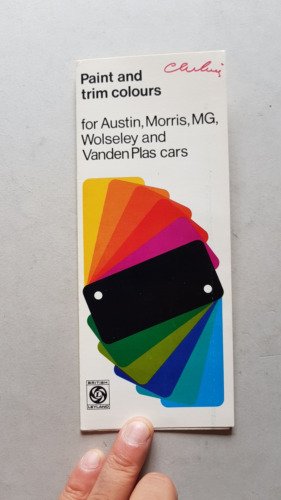 Paint and
trim colours
for Austin, Morris, MG,
Wolseley and
Vanden Plas cars
BRITISH
LEYLAND